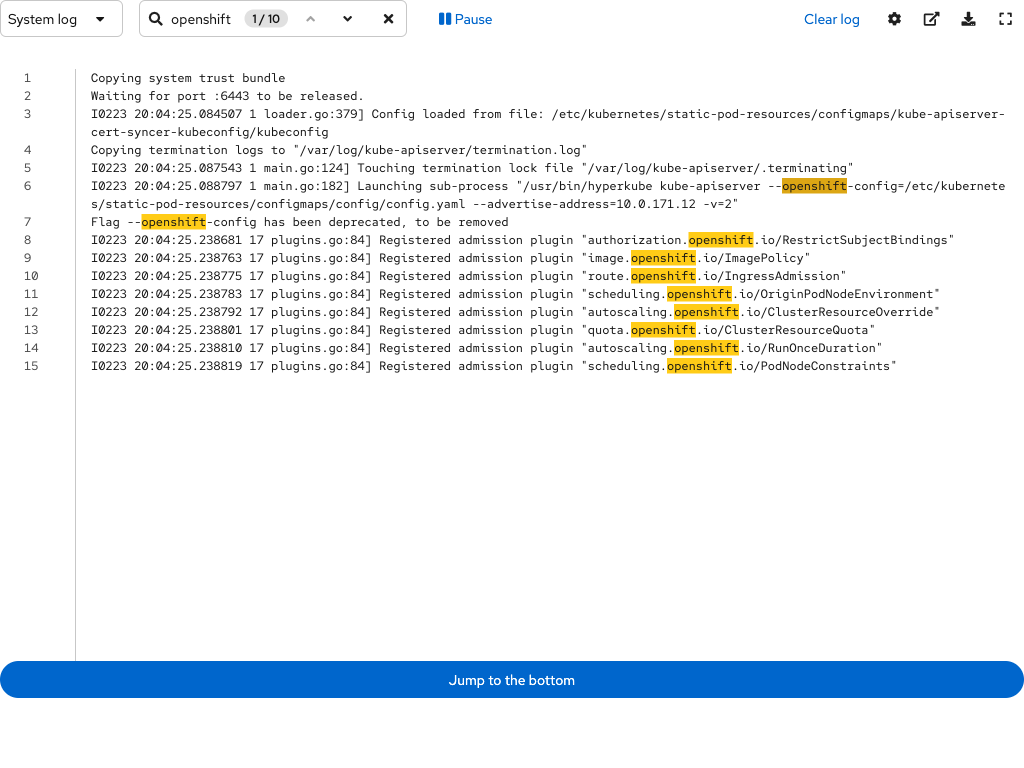 System log openshift 1 / 10 Pause Clear log
1 Copying system trust bundle
2 Waiting for port :6443 to be released.
3 I0223 20:04:25.084507 1 loader.go:379] Config loaded from file: /etc/kubernetes/static-pod-resources/configmaps/kube-apiserver-
cert-syncer-kubeconfig/kubeconfig
4 Copying termination logs to "/var/log/kube-apiserver/termination.log"
5 I0223 20:04:25.087543 1 main.go:124] Touching termination lock file "/var/log/kube-apiserver/.terminating"
6 I0223 20:04:25.088797 1 main.go:182] Launching sub-process "/usr/bin/hyperkube kube-apiserver --openshift-config=/etc/kubernete
s/static-pod-resources/configmaps/config/config.yaml --advertise-address=10.0.171.12 -v=2"
7 Flag --openshift-config has been deprecated, to be removed
8 I0223 20:04:25.238681 17 plugins.go:84] Registered admission plugin "authorization.openshift.io/RestrictSubjectBindings"
9 I0223 20:04:25.238763 17 plugins.go:84] Registered admission plugin "image.openshift.io/ImagePolicy"
10 I0223 20:04:25.238775 17 plugins.go:84] Registered admission plugin "route.openshift.io/IngressAdmission"
11 I0223 20:04:25.238783 17 plugins.go:84] Registered admission plugin "scheduling.openshift.io/OriginPodNodeEnvironment"
12 I0223 20:04:25.238792 17 plugins.go:84] Registered admission plugin "autoscaling.openshift.io/ClusterResourceOverride"
13 I0223 20:04:25.238801 17 plugins.go:84] Registered admission plugin "quota.openshift.io/ClusterResourceQuota"
14 I0223 20:04:25.238810 17 plugins.go:84] Registered admission plugin "autoscaling.openshift.io/RunOnceDuration"
15 I0223 20:04:25.238819 17 plugins.go:84] Registered admission plugin "scheduling.openshift.io/PodNodeConstraints"
Jump to the bottom